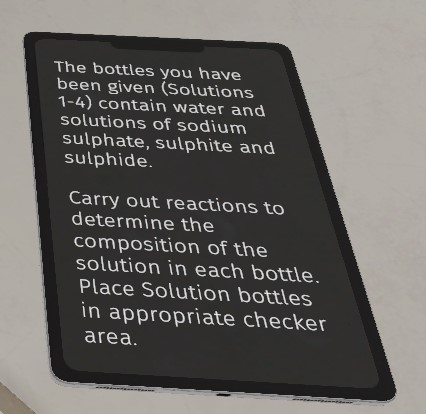 The bottles you have
been given (Solutions
1-4) contain water and
solutions of sodium
sulphate, sulphite and
sulphide.
Carry out reactions to
determine the
composition of the
solution in each bottle.
Place Solution bottles
in appropriate checker
area.